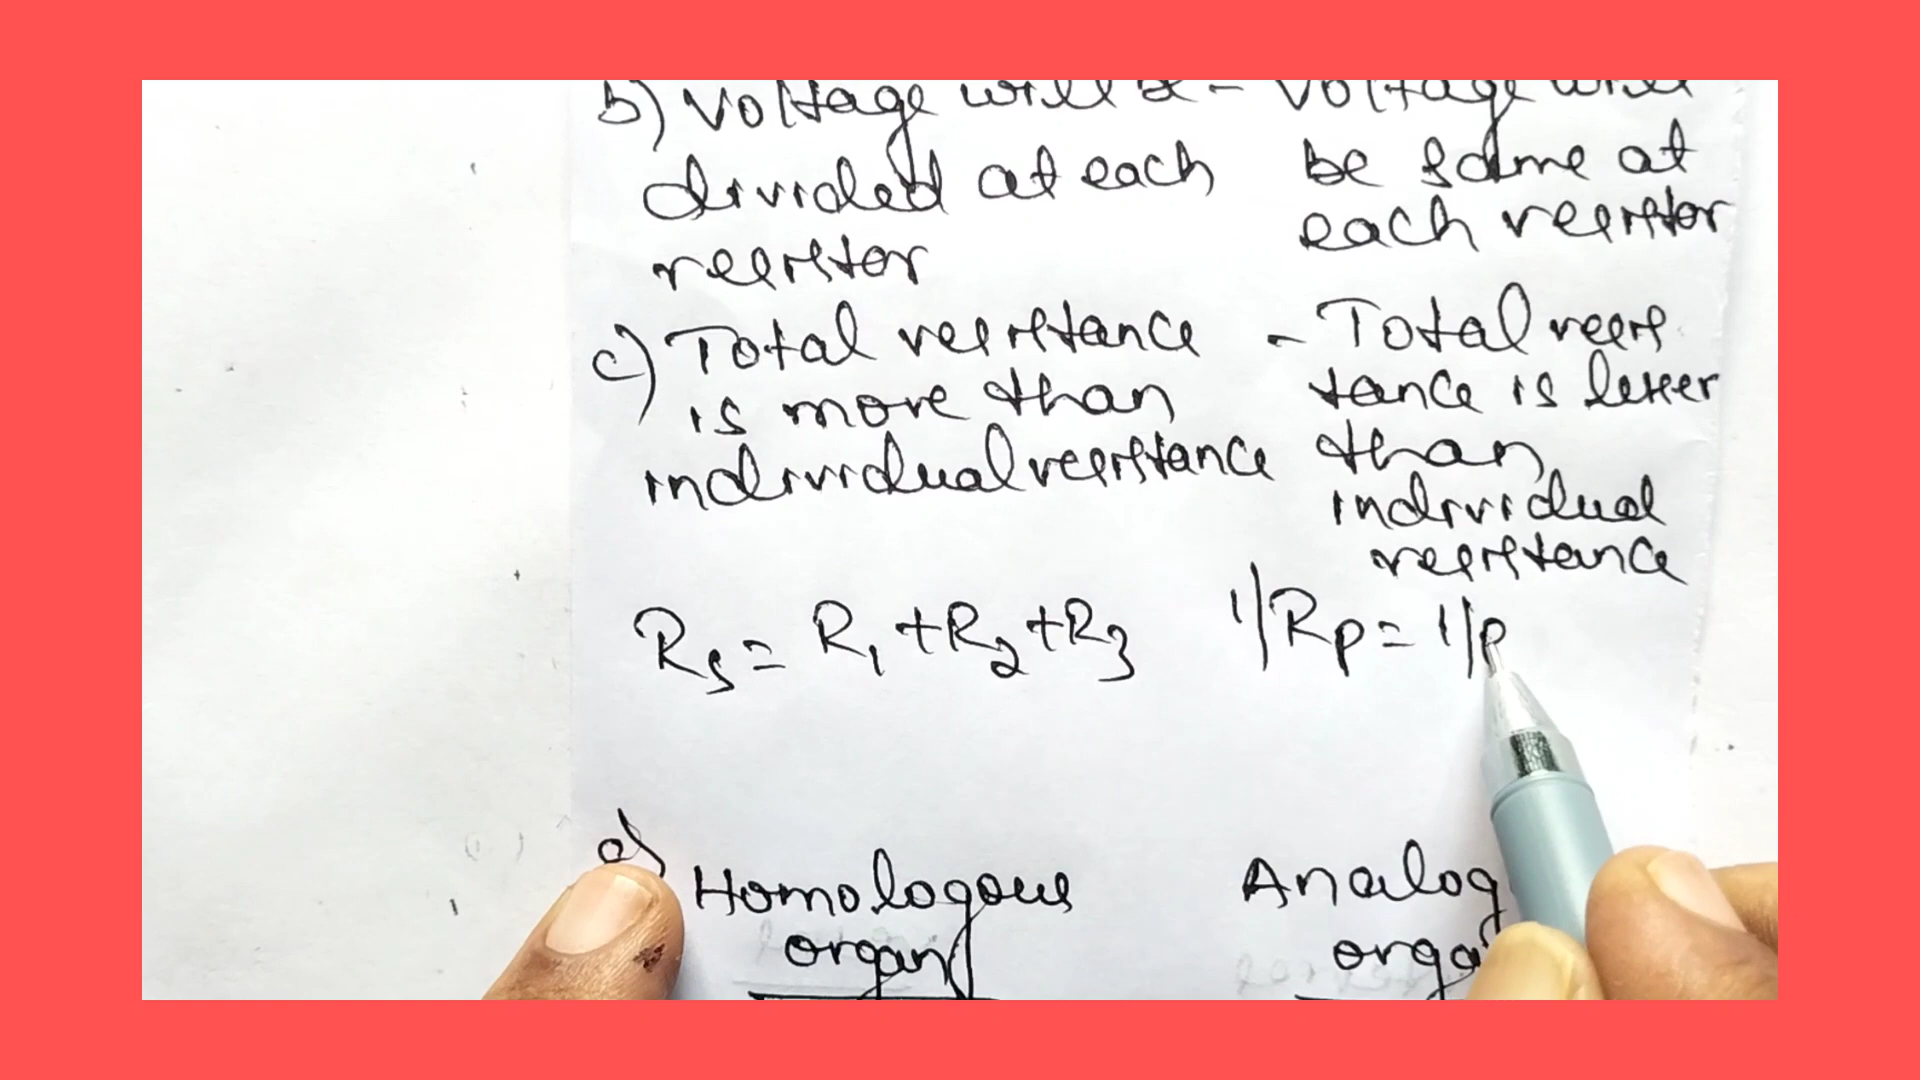 b) Voltage will be - Voltage will
divided at each
resistor
be same at
each resistor
c) Total resistance
is more than
individual resistance
- Total resis
tance is lesser
than
individual
resistance
Rs = R1 + R2 + R3
1/Rp = 1/R
a)
Homologous
organ
Analog
orga